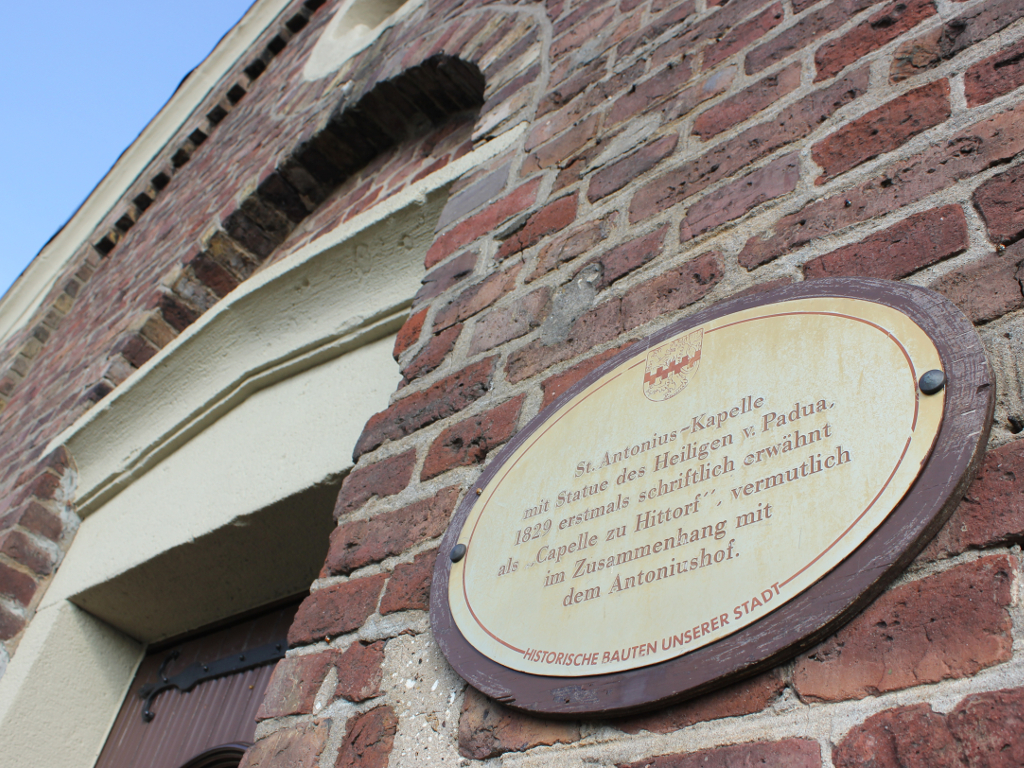 St. Antonius-Kapelle
mit Statue des Heiligen v. Padua,
1829 erstmals schriftlich erwähnt
als „Capelle zu Hittorf“, vermutlich
im Zusammenhang mit
dem Antoniushof.
HISTORISCHE BAUTEN UNSERER STADT